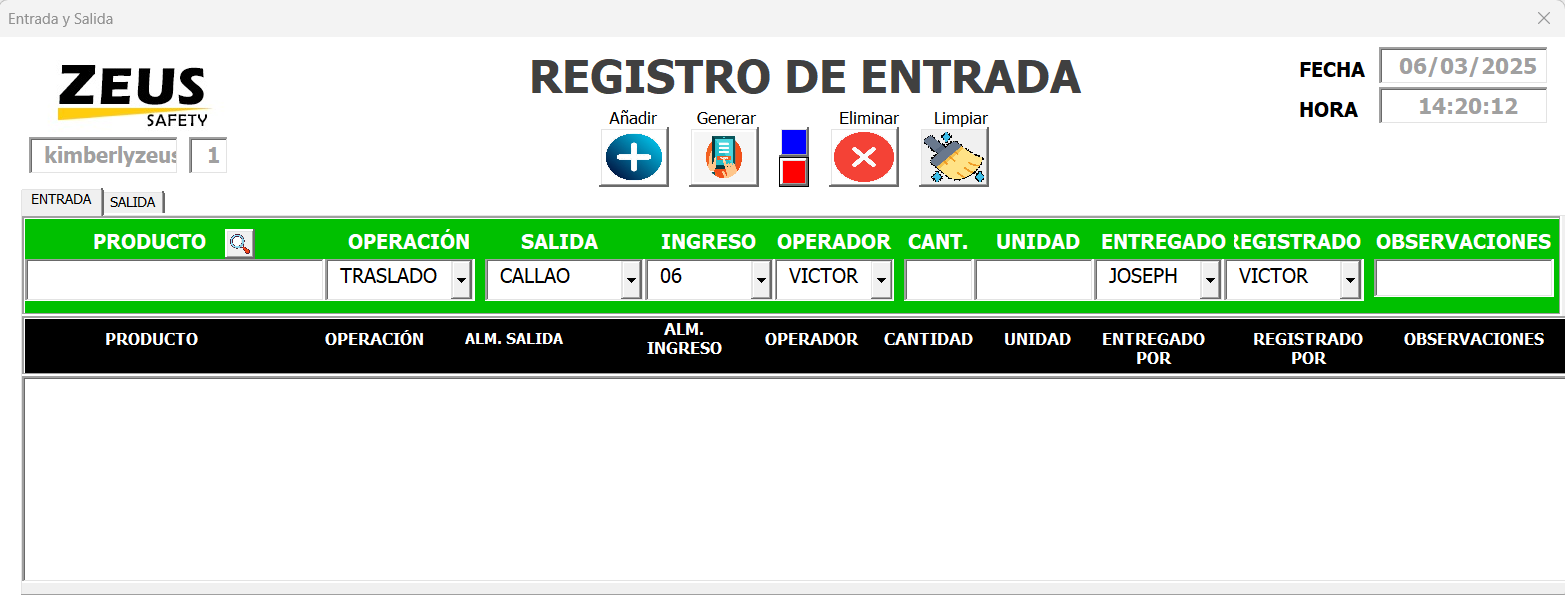 Entrada y Salida
ZEUS
SAFETY
REGISTRO DE ENTRADA
FECHA 06/03/2025
HORA 14:20:12
Añadir Generar Eliminar Limpiar
kimberlyzeus 1
ENTRADA SALIDA
PRODUCTO OPERACIÓN SALIDA INGRESO OPERADOR CANT. UNIDAD ENTREGADO REGISTRADO OBSERVACIONES
TRASLADO CALLAO 06 VICTOR JOSEPH VICTOR
PRODUCTO OPERACIÓN ALM. SALIDA ALM. INGRESO OPERADOR CANTIDAD UNIDAD ENTREGADO POR REGISTRADO POR OBSERVACIONES